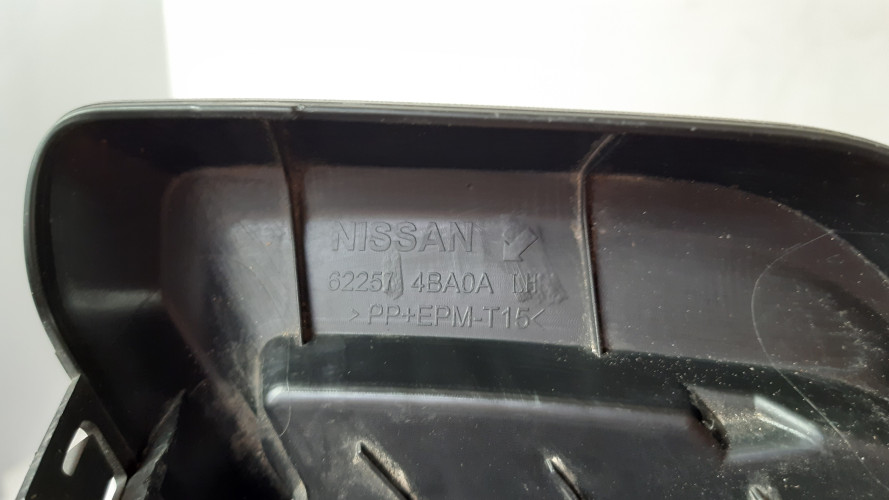 NISSAN
62257 4BA0A LH
>PP+EPM-T15<